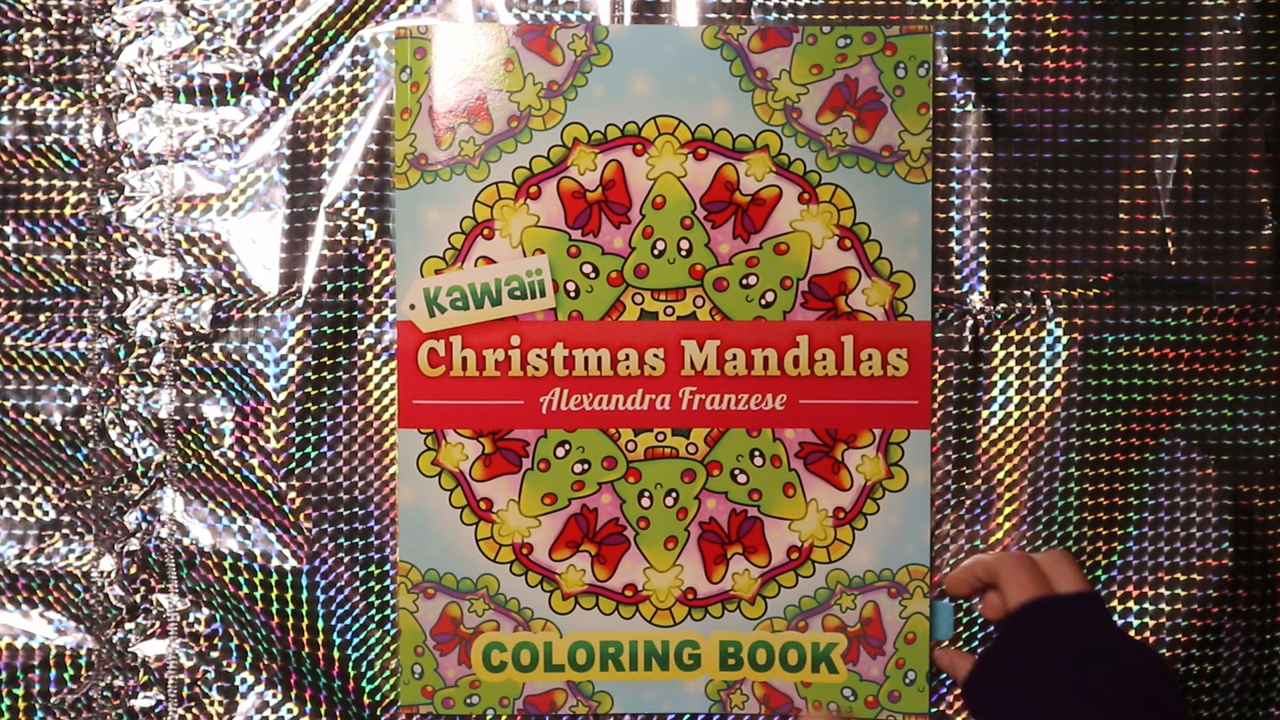 Kawaii
Christmas Mandalas
Alexandra Franzese
COLORING BOOK